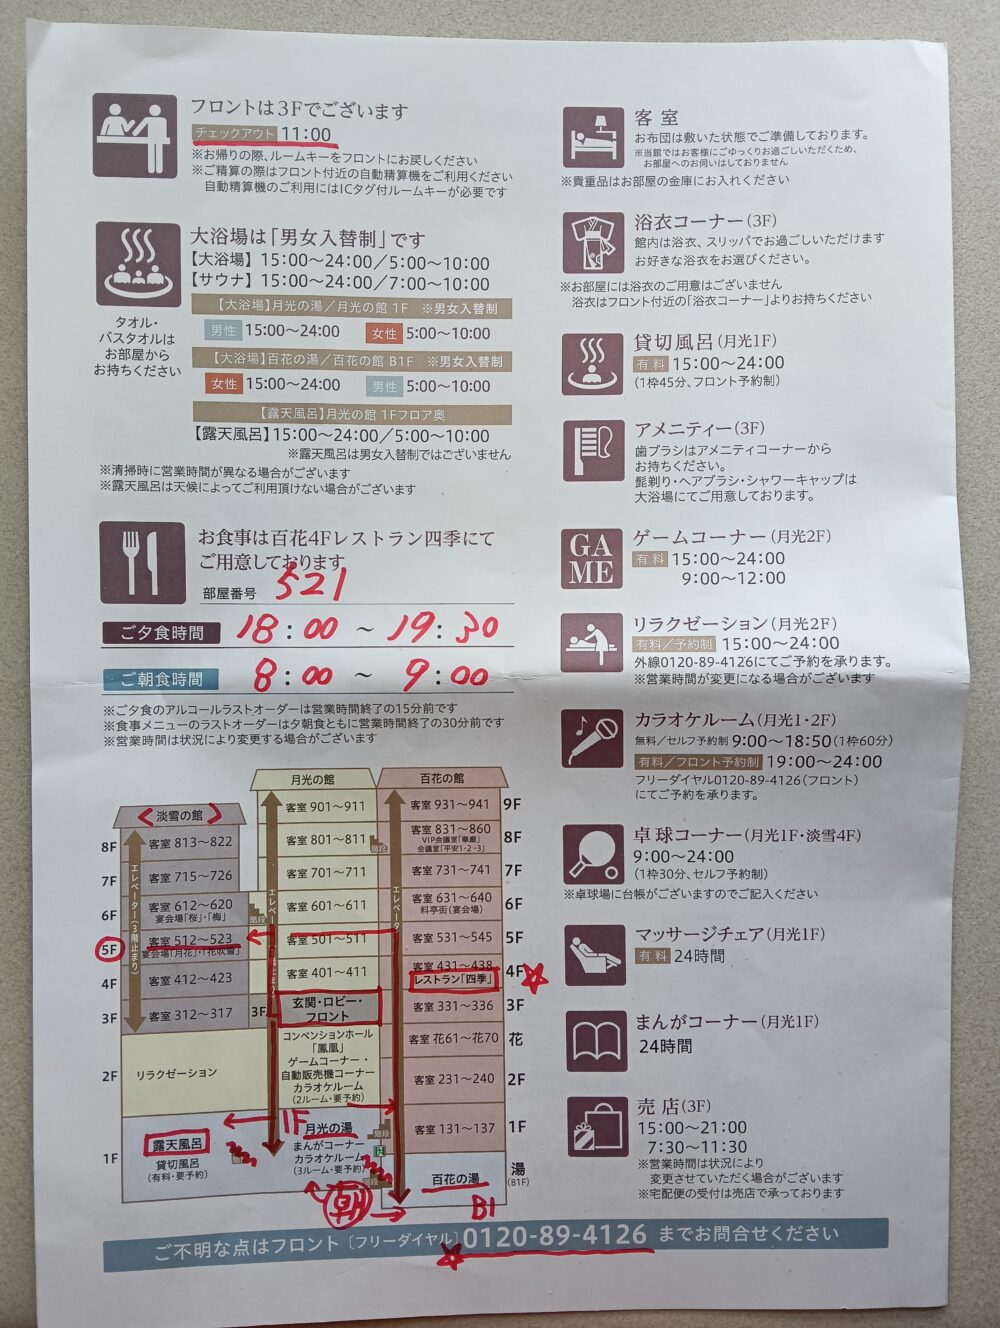 フロントは3Fでございます
チェックアウト 11:00
※お帰りの際、ルームキーをフロントにお戻しください
※ご精算の際はフロント付近の自動精算機をご利用ください
自動精算機のご利用にはICタグ付ルームキーが必要です
大浴場は「男女入替制」です
【大浴場】15:00〜24:00/5:00〜10:00
【サウナ】15:00〜24:00/7:00〜10:00
【大浴場】月光の湯/月光の館 1F ※男女入替制
男性 15:00〜24:00 女性 5:00〜10:00
【大浴場】百花の湯/百花の館 B1F ※男女入替制
女性 15:00〜24:00 男性 5:00〜10:00
【露天風呂】月光の館 1Fフロア奥
【露天風呂】15:00〜24:00/5:00〜10:00
※露天風呂は男女入替制ではございません
タオル・
バスタオルは
お部屋から
お持ちください
※清掃時に営業時間が異なる場合がございます
※露天風呂は天候によってご利用頂けない場合がございます
お食事は百花4Fレストラン四季にて
ご用意しております
部屋番号 521
ご夕食時間 18:00 〜 19:30
ご朝食時間 8:00 〜 9:00
※ご夕食のアルコールラストオーダーは営業時間終了の15分前です
※食事メニューのラストオーダーは夕朝食ともに営業時間終了の30分前です
※営業時間は状況により変更する場合がございます
客室
お布団は敷いた状態でご準備しております。
※当館ではお客様にごゆっくりお過ごしいただくため、
お部屋へのお伺いはしておりません
※貴重品はお部屋の金庫にお入れください
浴衣コーナー(3F)
館内は浴衣、スリッパでお過ごしいただけます
お好きな浴衣をお選びください。
※お部屋には浴衣のご用意はございません
浴衣はフロント付近の「浴衣コーナー」よりお持ちください
貸切風呂(月光1F)
有料 15:00〜24:00
(1枠45分、フロント予約制)
アメニティー(3F)
歯ブラシはアメニティコーナーから
お持ちください。
髭剃り・ヘアブラシ・シャワーキャップは
大浴場にてご用意しております。
GA
ME
ゲームコーナー(月光2F)
有料 15:00〜24:00
9:00〜12:00
リラクゼーション(月光2F)
有料/予約制 15:00〜24:00
外線0120-89-4126にてご予約を承ります。
※営業時間が変更になる場合がございます
カラオケルーム(月光1・2F)
無料/セルフ予約制 9:00〜18:50(1枠60分)
有料/フロント予約制 19:00〜24:00
フリーダイヤル0120-89-4126(フロント)
にてご予約を承ります。
卓球コーナー(月光1F・淡雪4F)
9:00〜24:00
(1枠30分、セルフ予約制)
※卓球場に台帳がございますのでご記入ください
マッサージチェア(月光1F)
有料 24時間
まんがコーナー(月光1F)
24時間
売店(3F)
15:00〜21:00
7:30〜11:30
※営業時間は状況により
変更させていただく場合がございます
※宅配便の受付は売店で承っております
淡雪の館
8F 客室 813〜822
7F 客室 715〜726
6F 客室 612〜620
宴会場「桜」・「梅」
5F 客室 512〜523
宴会場「月花」・「花吹雪」
4F 客室 412〜423
3F 客室 312〜317
エレベーター(3階止まり)
2F リラクゼーション
1F 露天風呂
貸切風呂
(有料・要予約)
月光の館
客室 901〜911
客室 801〜811
客室 701〜711
客室 601〜611
階段
客室 501〜511
客室 401〜411
3F 玄関・ロビー・
フロント
コンベンションホール
「鳳凰」
ゲームコーナー・
自動販売機コーナー
カラオケルーム
(2ルーム・要予約)
1F
月光の湯
まんがコーナー
カラオケルーム
(3ルーム・要予約)
階段
朝
百花の館
客室 931〜941 9F
客室 831〜860 8F
VIP会議室「華厳」
会議室「平安1・2・3」
階段
客室 731〜741 7F
客室 631〜640 6F
料亭街(宴会場)
客室 531〜545 5F
客室 431〜438 4F
レストラン「四季」
客室 331〜336 3F
客室 花61〜花70 花
客室 231〜240 2F
客室 131〜137 1F
百花の湯 湯
(B1F)
B1
ご不明な点はフロント〔フリーダイヤル〕0120-89-4126 までお問合せください